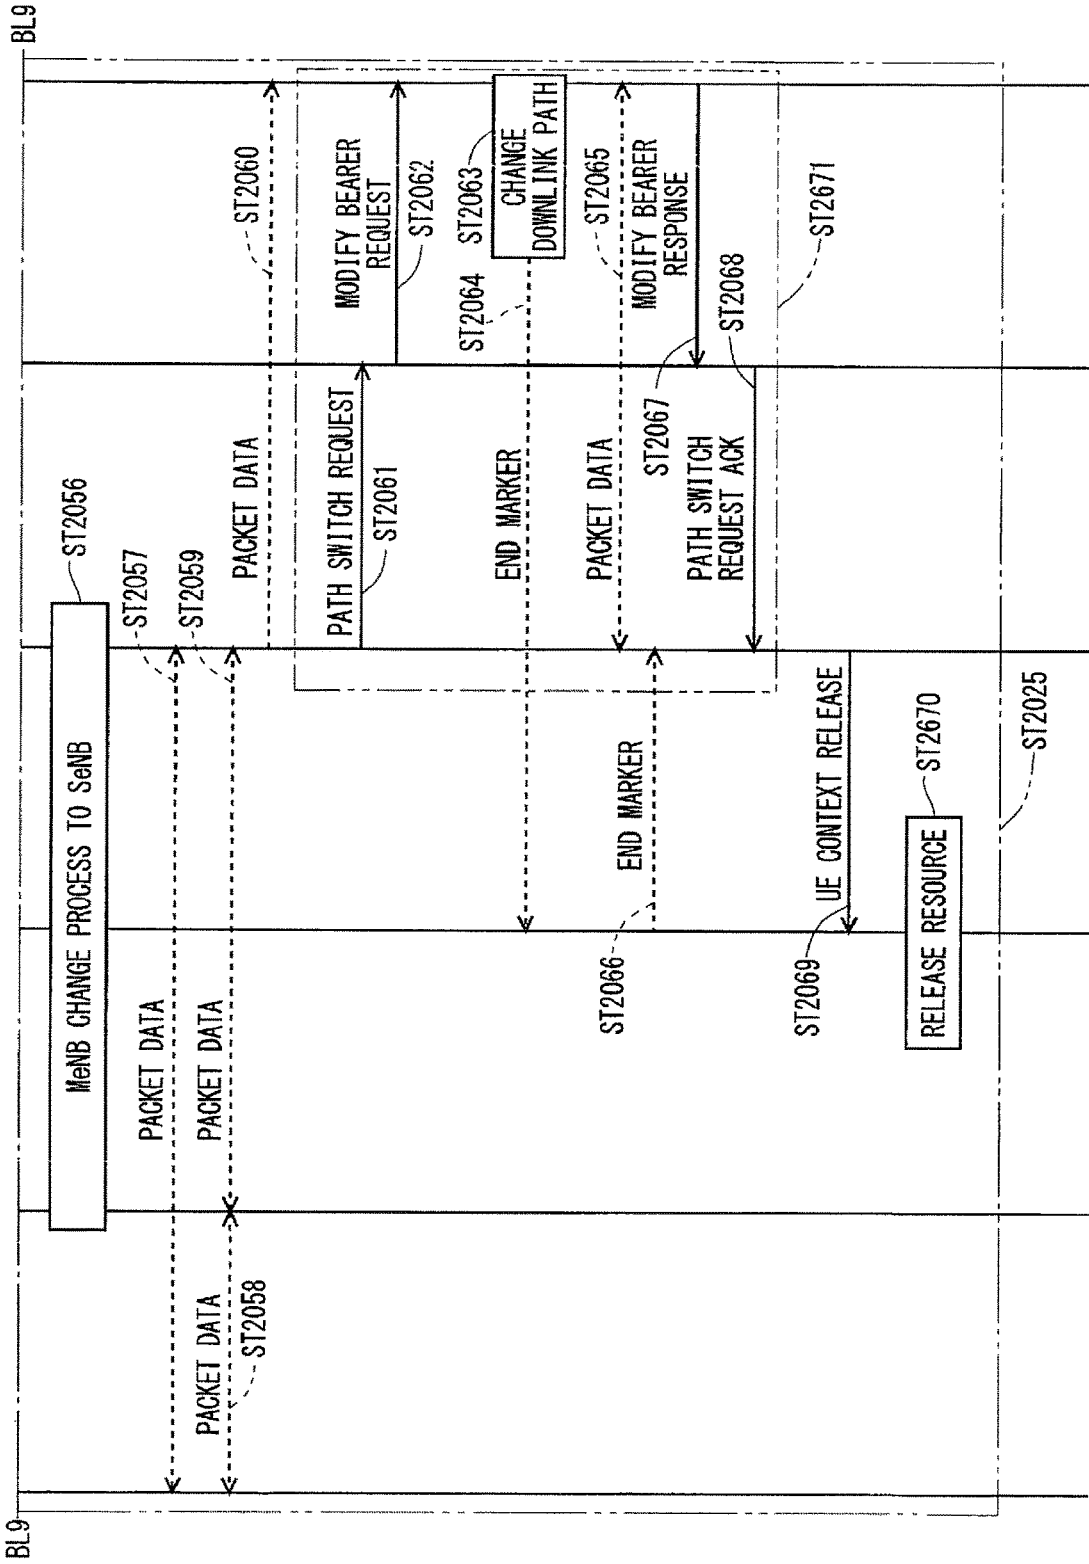 BL9
BL9
MeNB CHANGE PROCESS TO SeNB
ST2056
PACKET DATA
ST2057
PACKET DATA
ST2058
PACKET DATA
ST2059
PACKET DATA
ST2060
PATH SWITCH REQUEST
ST2061
MODIFY BEARER
REQUEST
ST2062
CHANGE
DOWNLINK PATH
ST2063
END MARKER
ST2064
PACKET DATA
ST2065
END MARKER
ST2066
MODIFY BEARER
RESPONSE
ST2067
PATH SWITCH
REQUEST ACK
ST2068
ST2671
UE CONTEXT RELEASE
ST2069
RELEASE RESOURCE
ST2670
ST2025